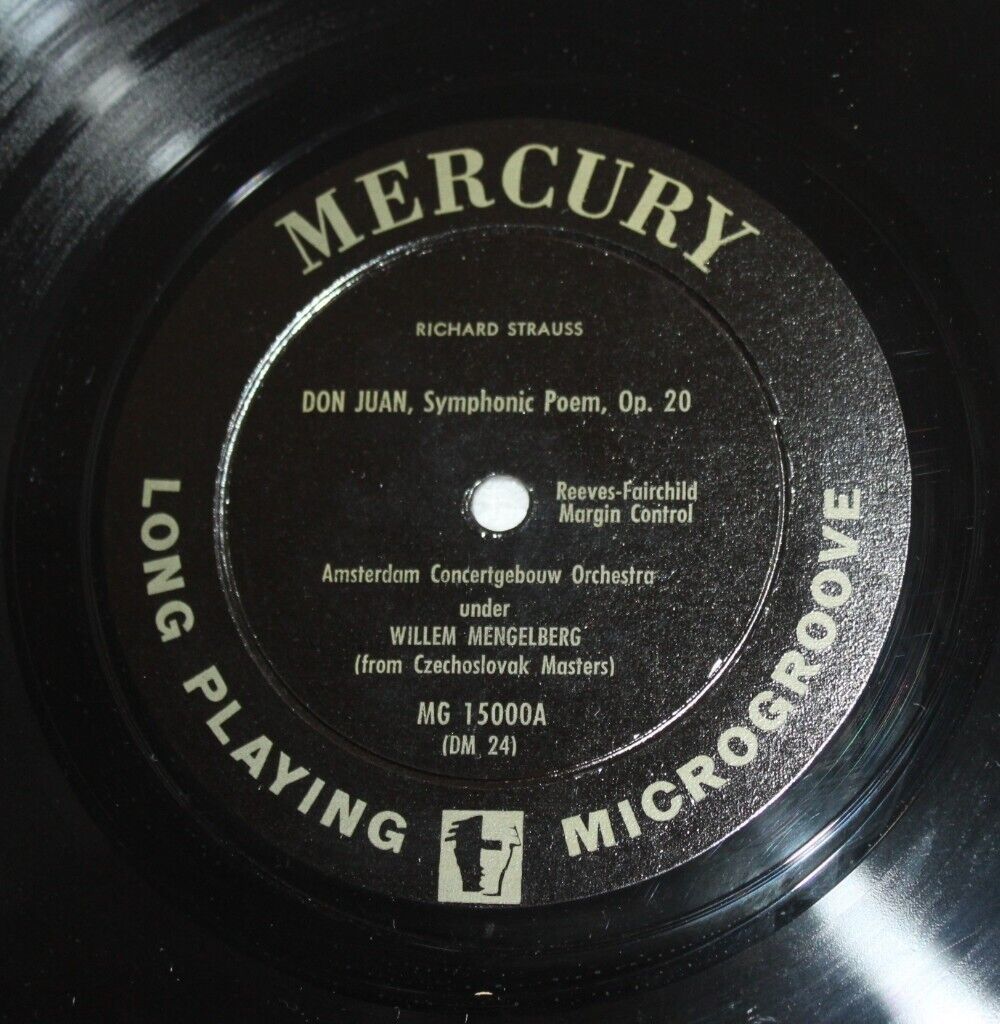 MERCURY
RICHARD STRAUSS
DON JUAN, Symphonic Poem, Op. 20
Reeves-Fairchild
Margin Control
Amsterdam Concertgebouw Orchestra
under
WILLEM MENGELBERG
(from Czechoslovak Masters)
MG 15000A
(DM 24)
LONG PLAYING MICROGROOVE